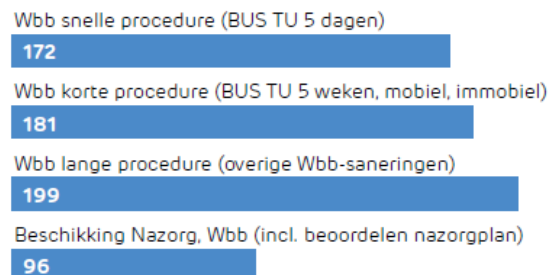 Wbb snelle procedure (BUS TU 5 dagen)
172
Wbb korte procedure (BUS TU 5 weken, mobiel, immobiel)
181
Wbb lange procedure (overige Wbb-saneringen)
199
Beschikking Nazorg, Wbb (incl. beoordelen nazorgplan)
96